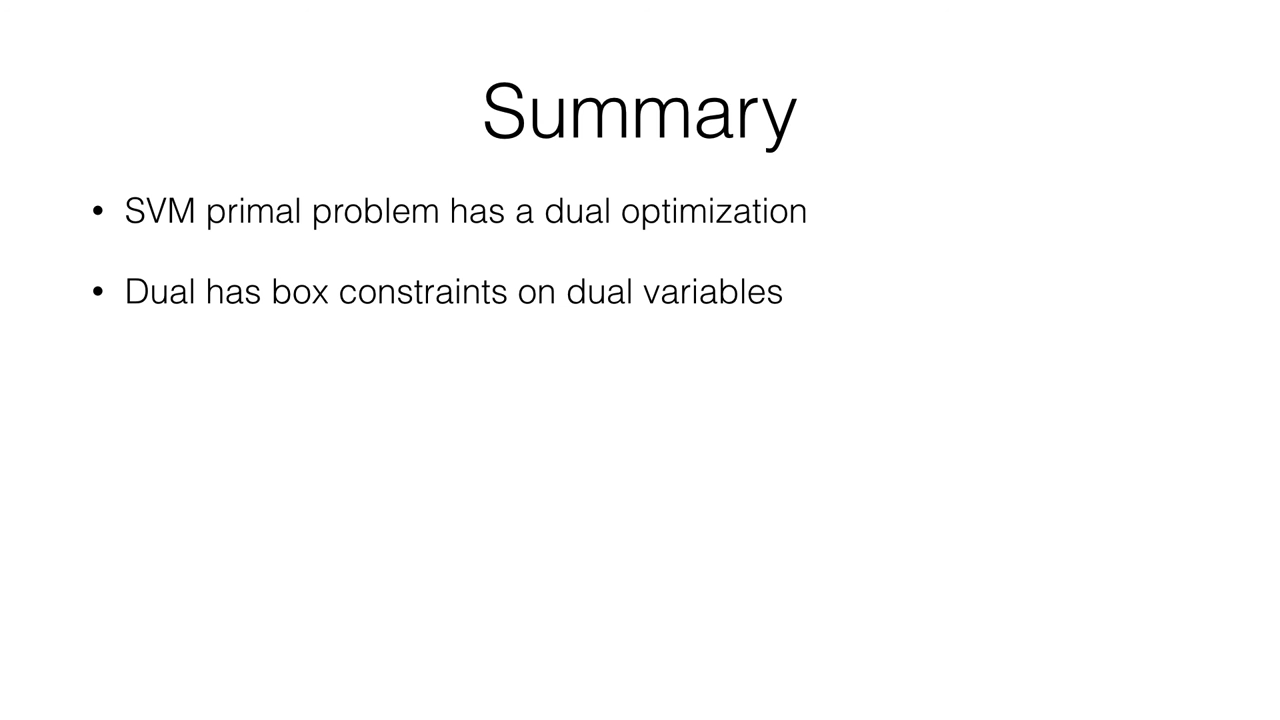 Summary
• SVM primal problem has a dual optimization
• Dual has box constraints on dual variables